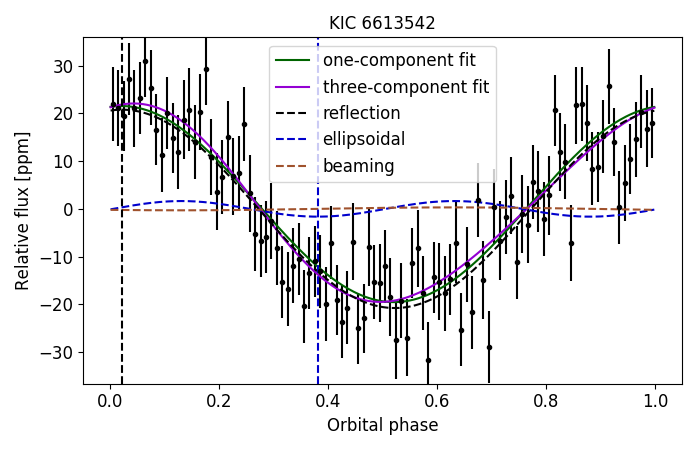 KIC 6613542
Relative flux [ppm]
30
20
10
0
−10
−20
−30
one-component fit
three-component fit
reflection
ellipsoidal
beaming
0.0 0.2 0.4 0.6 0.8 1.0
Orbital phase